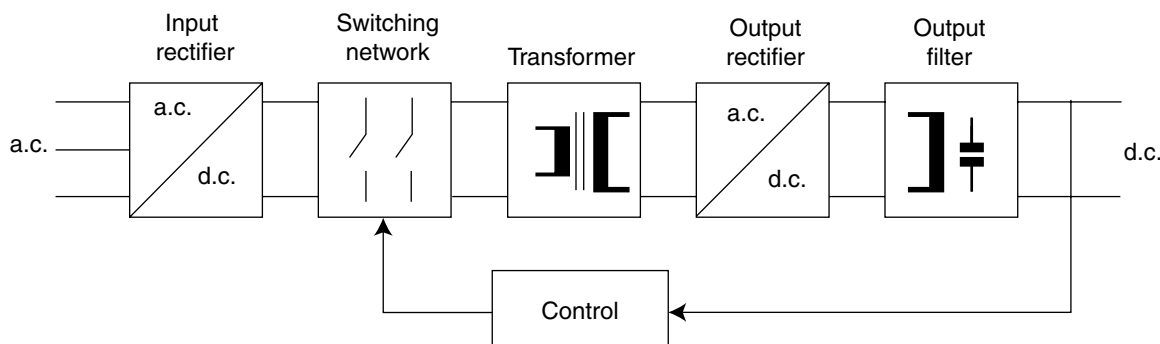 Input
rectifier
Switching
network
Transformer
Output
rectifier
Output
filter
a.c.
a.c.
d.c.
a.c.
d.c.
d.c.
Control